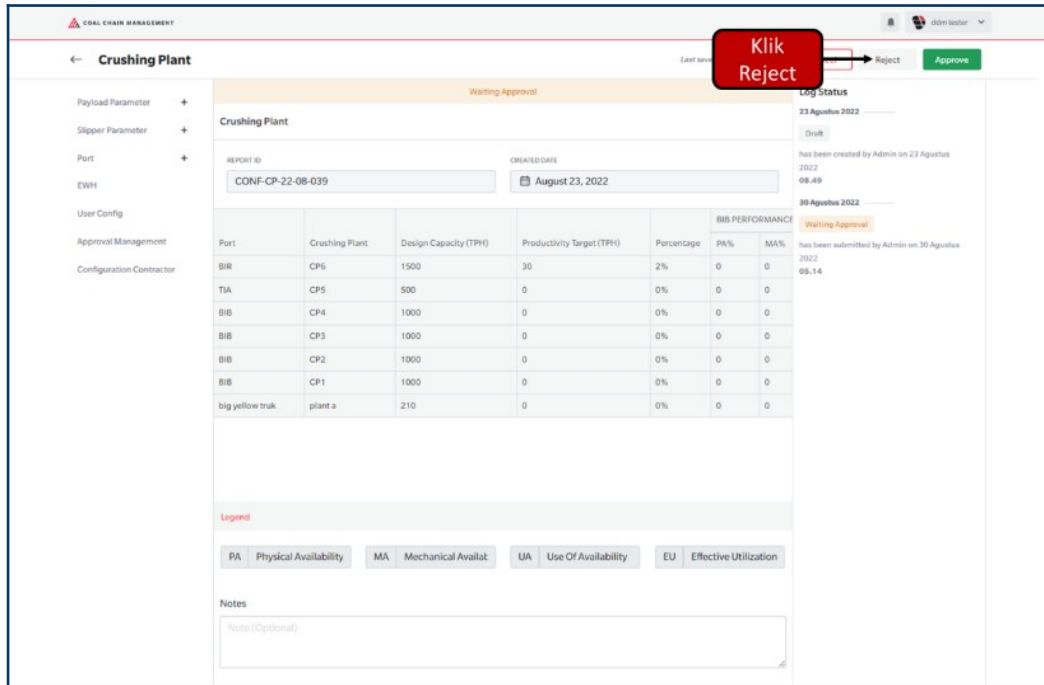 COAL CHAIN MANAGEMENT
ddm tester
Crushing Plant
Klik
Reject
Reject
Approve
Payload Parameter +
Slipper Parameter +
Port +
EWH
User Config
Approval Management
Configuration Contractor
Waiting Approval
Crushing Plant
REPORT ID CREATED DATE
CONF-CP-22-08-039 August 23, 2022
BIB PERFORMANCE
Port Crushing Plant Design Capacity (TPH) Productivity Target (TPH) Percentage PA% MA%
BIR CP6 1500 30 2% 0 0
TIA CP5 500 0 0% 0 0
BIB CP4 1000 0 0% 0 0
BIB CP3 1000 0 0% 0 0
BIB CP2 1000 0 0% 0 0
BIB CP1 1000 0 0% 0 0
big yellow truk plant a 210 0 0% 0 0
Legend
PA Physical Availability MA Mechanical Availat UA Use Of Availability EU Effective Utilization
Notes
Note (Optional)
Log Status
23 Agustus 2022
Draft
has been created by Admin on 23 Agustus
2022
08.49
30 Agustus 2022
Waiting Approval
has been submitted by Admin on 30 Agustus
2022
05.14